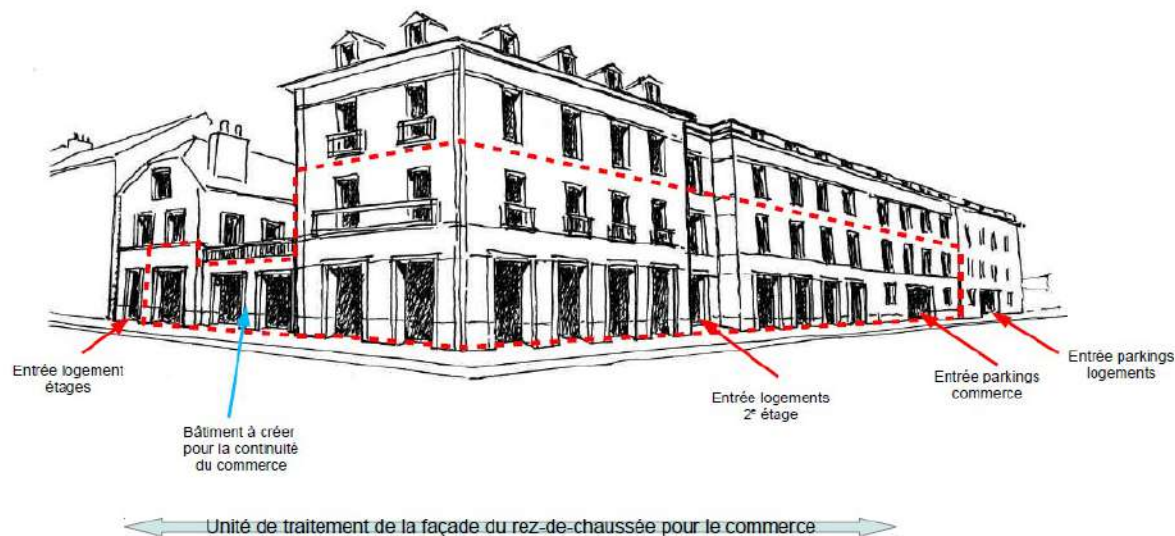 Entrée logement
étages
Bâtiment à créer
pour la continuité
du commerce
Entrée logements
2e étage
Entrée parkings
commerce
Entrée parkings
logements
Unité de traitement de la façade du rez-de-chaussée pour le commerce